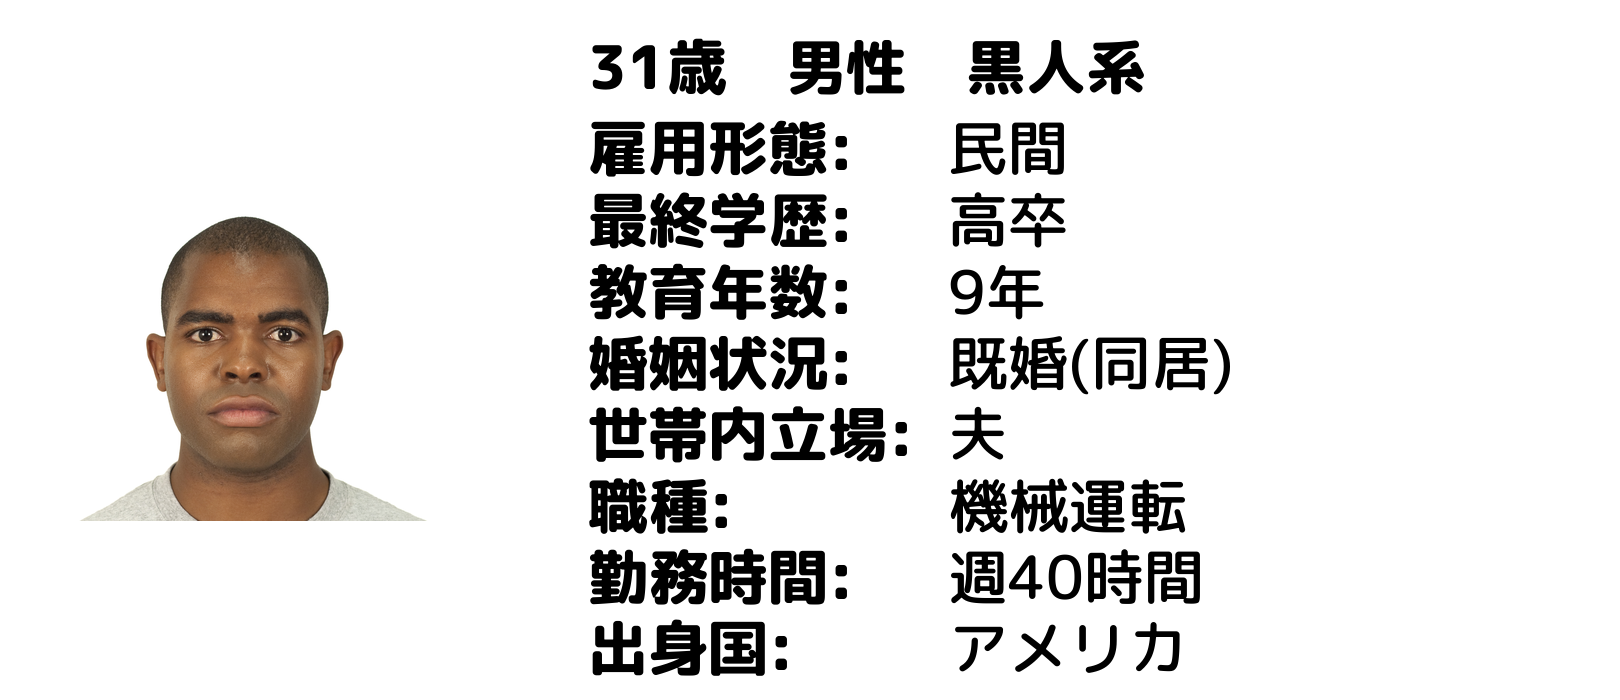 31歳　男性　黒人系
雇用形態:　民間
最終学歴:　高卒
教育年数:　9年
婚姻状況:　既婚(同居)
世帯内立場:　夫
職種:　機械運転
勤務時間:　週40時間
出身国:　アメリカ